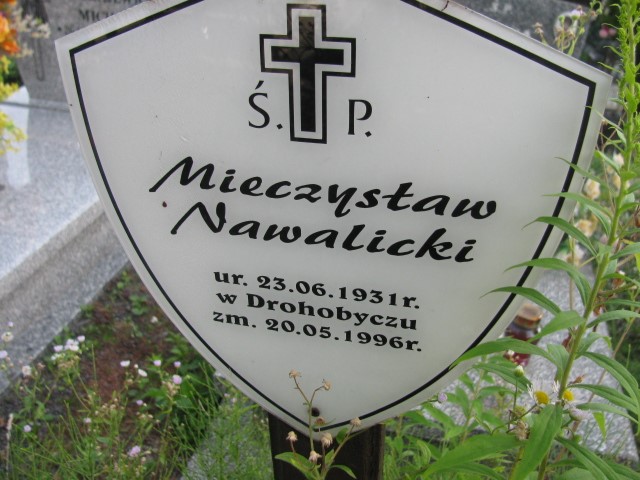 Ś. P.
Mieczysław
Nawalicki
ur. 23.06.1931r.
w Drohobyczu
zm. 20.05.1996r.